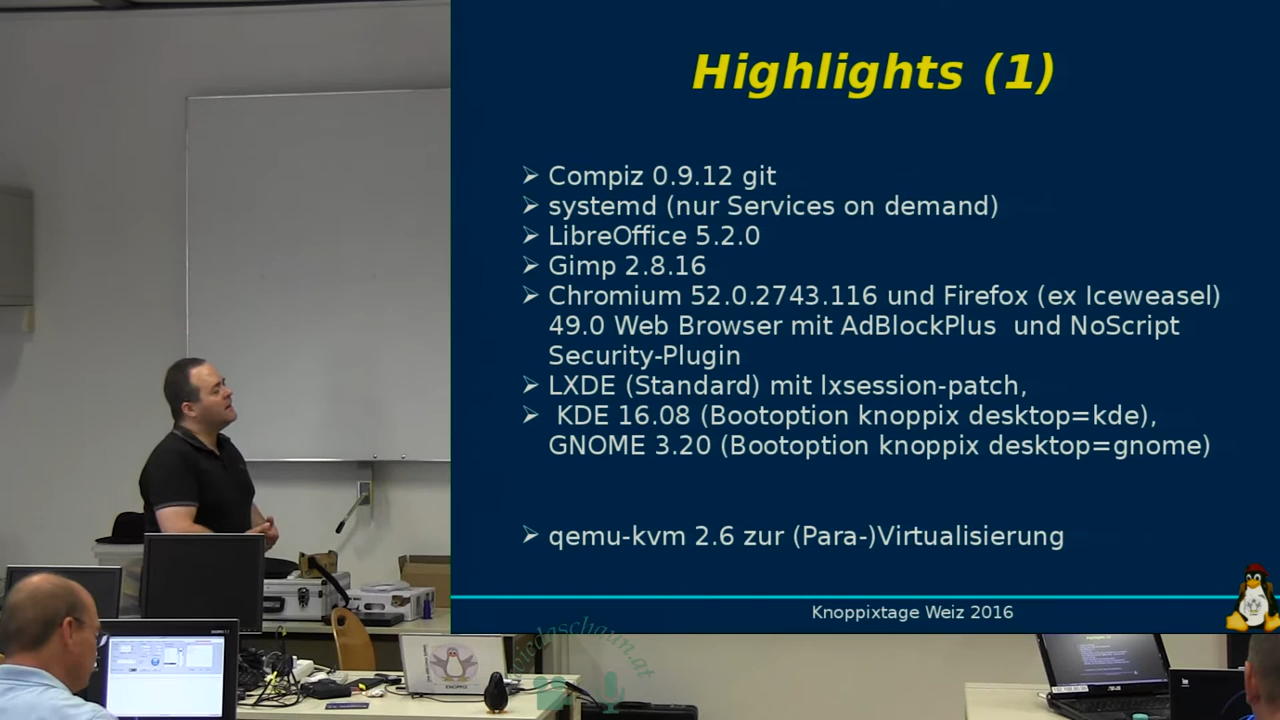 Highlights (1)
➢ Compiz 0.9.12 git
➢ systemd (nur Services on demand)
➢ LibreOffice 5.2.0
➢ Gimp 2.8.16
➢ Chromium 52.0.2743.116 und Firefox (ex Iceweasel)
49.0 Web Browser mit AdBlockPlus  und NoScript
Security-Plugin
➢ LXDE (Standard) mit lxsession-patch,
➢  KDE 16.08 (Bootoption knoppix desktop=kde),
GNOME 3.20 (Bootoption knoppix desktop=gnome)
➢ qemu-kvm 2.6 zur (Para-)Virtualisierung
Knoppixtage Weiz 2016
wiedaschaun.at
KNOPPIX